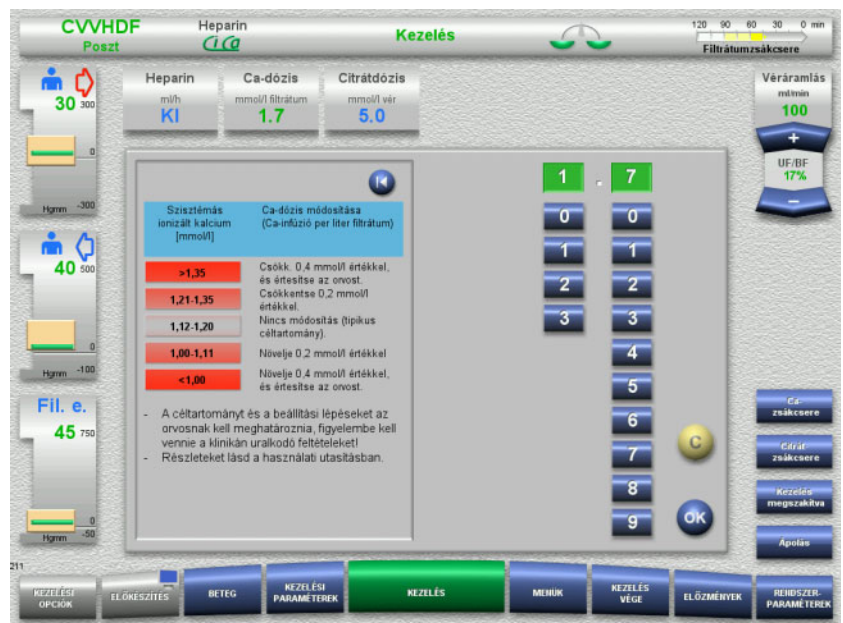 CVVHDF
Poszt
Heparin
CiCa
Kezelés
120 90 60 30 0 min
Filtrátumzsákcsere
30 300
0
Hgmm -300
40 500
0
Hgmm -100
Fil. e.
45 750
0
Hgmm -50
Heparin
ml/h
KI
Ca-dózis
mmol/l filtrátum
1.7
Citrátdózis
mmol/l vér
5.0
Véráramlás
ml/min
100
+
UF/BF
17%
−
Szisztémás
ionizált kalcium
[mmol/l]
Ca-dózis módosítása
(Ca-infúzió per liter filtrátum)
>1,35
Csökk. 0,4 mmol/l értékkel,
és értesítse az orvost.
1,21-1,35
Csökkentse 0,2 mmol/l
értékkel.
1,12-1,20
Nincs módosítás (tipikus
céltartomány).
1,00-1,11
Növelje 0,2 mmol/l értékkel
<1,00
Növelje 0,4 mmol/l értékkel,
és értesítse az orvost.
- A céltartományt és a beállítási lépéseket az
orvosnak kell meghatároznia, figyelembe kell
vennie a klinikán uralkodó feltételeket!
- Részleteket lásd a használati utasításban.
1 . 7
0 0
1 1
2 2
3 3
4
5
6
7
8
9
C
OK
Ca-
zsákcsere
Citrát
zsákcsere
Kezelés
megszakítva
Ápolás
211
KEZELÉSI
OPCIÓK
ELŐKÉSZÍTÉS
BETEG
KEZELÉSI
PARAMÉTEREK
KEZELÉS
MENÜK
KEZELÉS
VÉGE
ELŐZMÉNYEK
RENDSZER-
PARAMÉTEREK